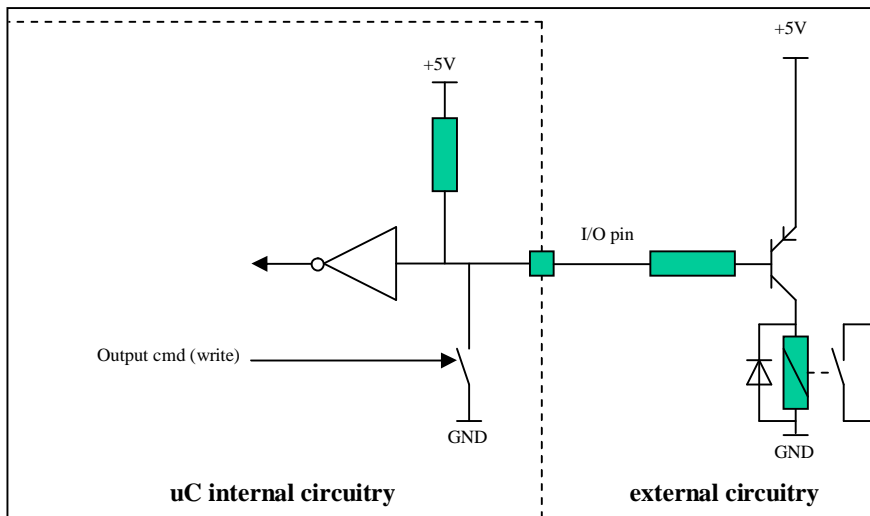 +5V
+5V
I/O pin
Output cmd (write)
GND
GND
uC internal circuitry
external circuitry